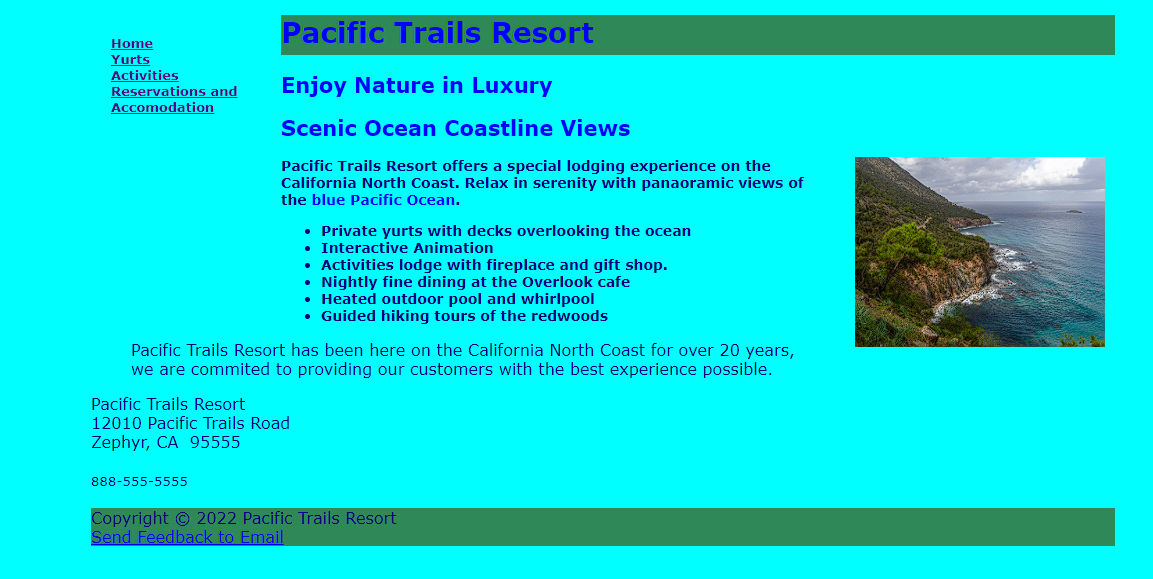 Pacific Trails Resort
Home
Yurts
Activities
Reservations and
Accomodation
Enjoy Nature in Luxury
Scenic Ocean Coastline Views
Pacific Trails Resort offers a special lodging experience on the
California North Coast. Relax in serenity with panaoramic views of
the blue Pacific Ocean.
• Private yurts with decks overlooking the ocean
• Interactive Animation
• Activities lodge with fireplace and gift shop.
• Nightly fine dining at the Overlook cafe
• Heated outdoor pool and whirlpool
• Guided hiking tours of the redwoods
Pacific Trails Resort has been here on the California North Coast for over 20 years,
we are commited to providing our customers with the best experience possible.
Pacific Trails Resort
12010 Pacific Trails Road
Zephyr, CA  95555
888-555-5555
Copyright © 2022 Pacific Trails Resort
Send Feedback to Email